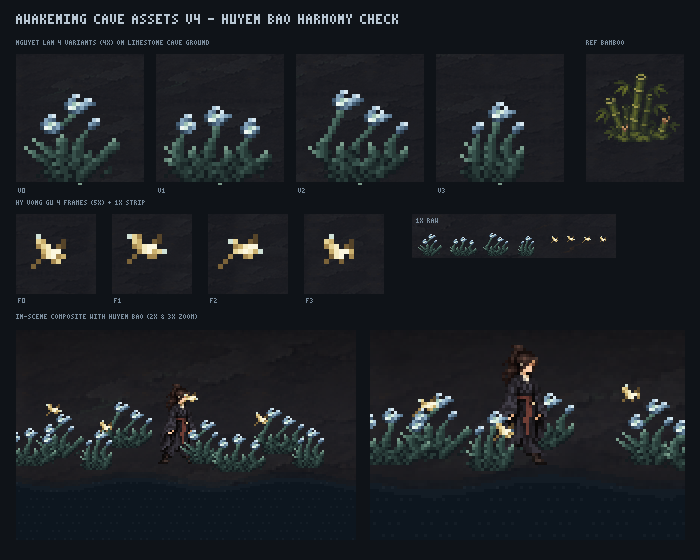 AWAKENING CAVE ASSETS V4 - HUYEN BAO HARMONY CHECK
NGUYET LAN 4 VARIANTS (4X) ON LIMESTONE CAVE GROUND
REF BAMBOO
V0
V1
V2
V3
HY VONG GU 4 FRAMES (5X) + 1X STRIP
1X RAW
F0
F1
F2
F3
IN-SCENE COMPOSITE WITH HUYEN BAO (2X & 3X ZOOM)